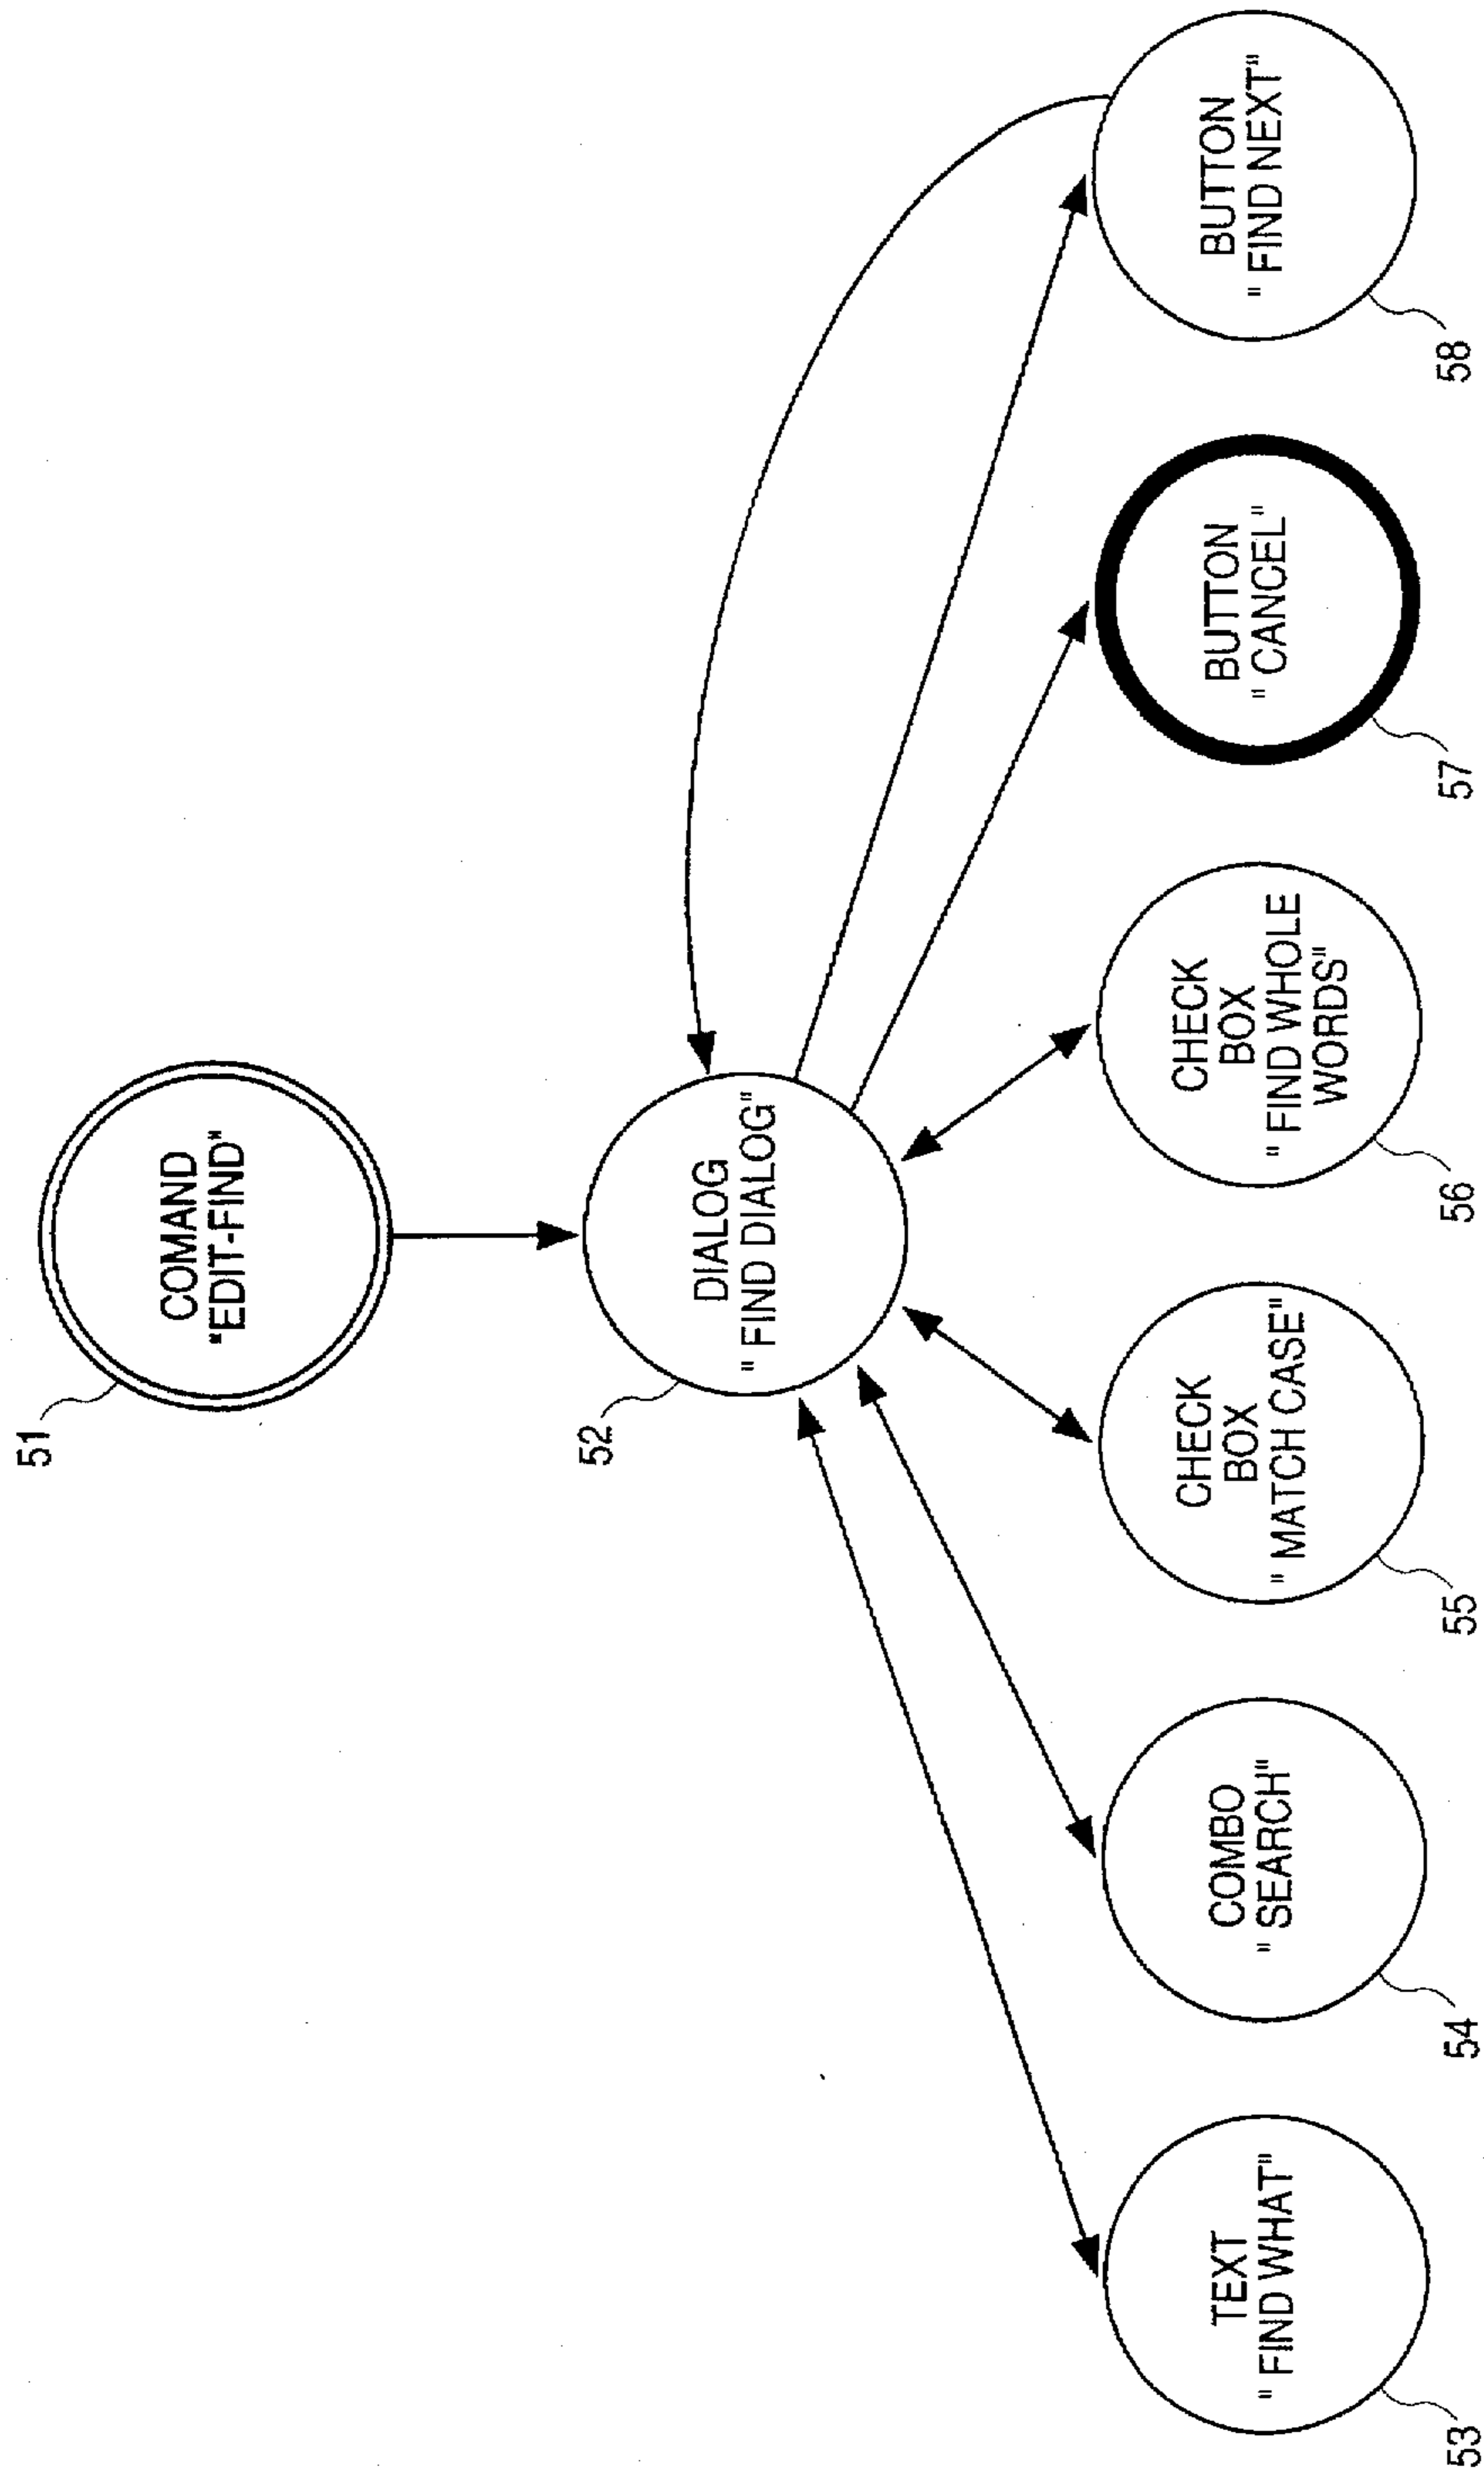 51
COMAND
"EDIT-FIND"
52
DIALOG
" FIND DIALOG"
TEXT
" FIND WHAT"
53
COMBO
" SEARCH"
54
CHECK
BOX
" MATCH CASE"
55
CHECK
BOX
" FIND WHOLE
WORDS"
56
BUTTON
" CANCEL"
57
BUTTON
" FIND NEXT"
58